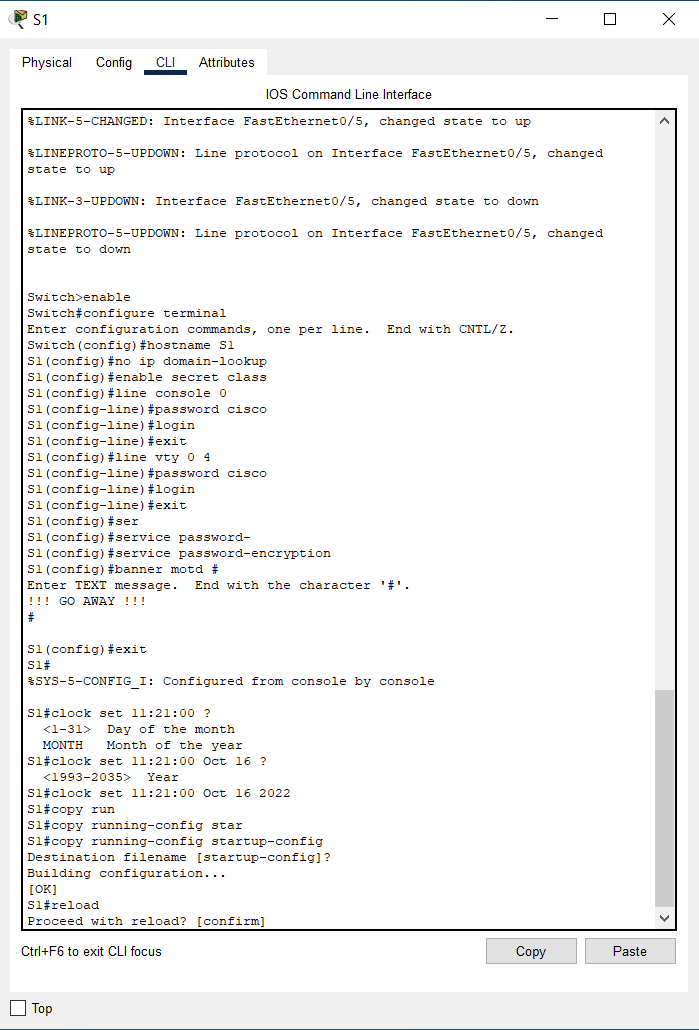 S1
Physical Config CLI Attributes
IOS Command Line Interface
%LINK-5-CHANGED: Interface FastEthernet0/5, changed state to up
%LINEPROTO-5-UPDOWN: Line protocol on Interface FastEthernet0/5, changed
state to up
%LINK-3-UPDOWN: Interface FastEthernet0/5, changed state to down
%LINEPROTO-5-UPDOWN: Line protocol on Interface FastEthernet0/5, changed
state to down
Switch>enable
Switch#configure terminal
Enter configuration commands, one per line.  End with CNTL/Z.
Switch(config)#hostname S1
S1(config)#no ip domain-lookup
S1(config)#enable secret class
S1(config)#line console 0
S1(config-line)#password cisco
S1(config-line)#login
S1(config-line)#exit
S1(config)#line vty 0 4
S1(config-line)#password cisco
S1(config-line)#login
S1(config-line)#exit
S1(config)#ser
S1(config)#service password-
S1(config)#service password-encryption
S1(config)#banner motd #
Enter TEXT message.  End with the character '#'.
!!! GO AWAY !!!
#
S1(config)#exit
S1#
%SYS-5-CONFIG_I: Configured from console by console
S1#clock set 11:21:00 ?
  <1-31>  Day of the month
  MONTH   Month of the year
S1#clock set 11:21:00 Oct 16 ?
  <1993-2035>  Year
S1#clock set 11:21:00 Oct 16 2022
S1#copy run
S1#copy running-config star
S1#copy running-config startup-config
Destination filename [startup-config]?
Building configuration...
[OK]
S1#reload
Proceed with reload? [confirm]
Ctrl+F6 to exit CLI focus
Copy Paste
Top